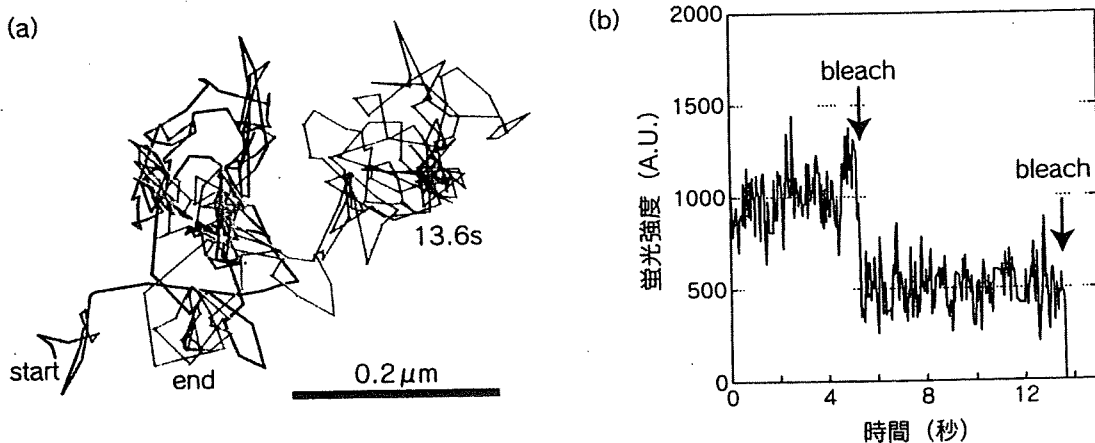 (a)
start
end
13.6s
0.2μm
(b)
蛍光強度 (A.U.)
2000
1500
1000
500
0
bleach
bleach
0
4
8
12
時間 (秒)